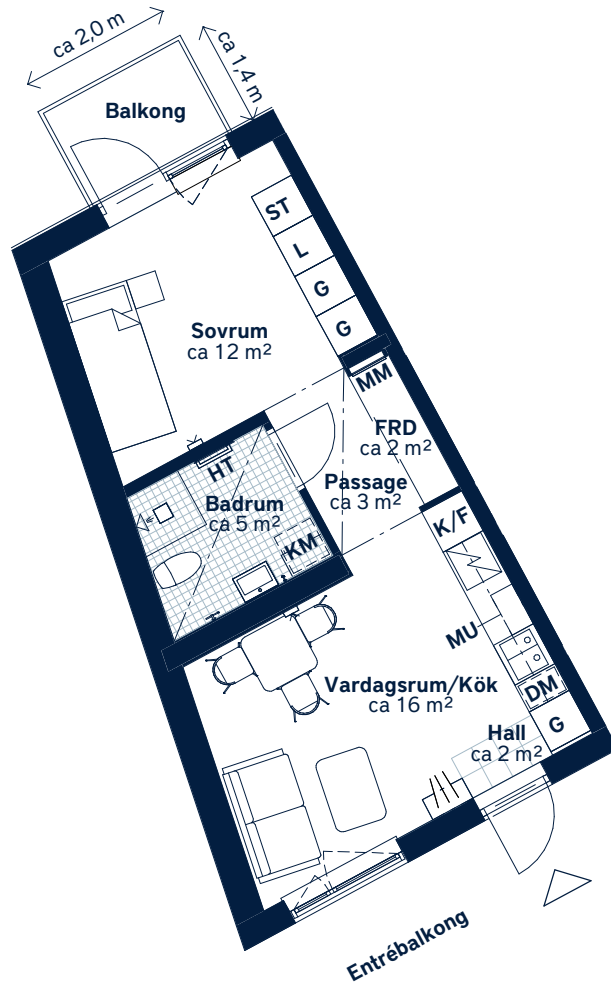 ca 2,0 m
ca 1,4 m
Balkong
ST
L
G
G
Sovrum
ca 12 m²
MM
FRD
ca 2 m²
HT
Passage
ca 3 m²
Badrum
ca 5 m²
KM
K/F
MU
DM
G
Vardagsrum/Kök
ca 16 m²
Hall
ca 2 m²
Entrébalkong